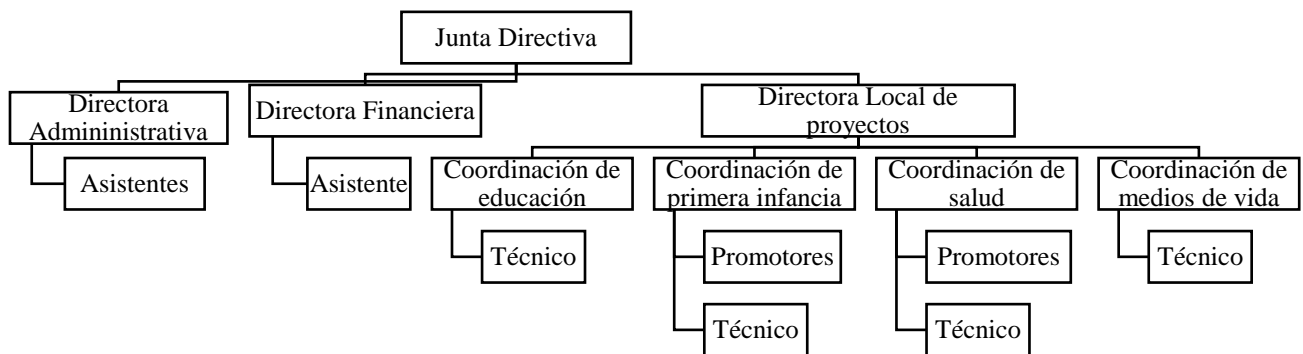 Junta Directiva
Directora
Admininistrativa
Directora Financiera
Directora Local de
proyectos
Asistentes
Asistente
Coordinación de
educación
Coordinación de
primera infancia
Coordinación de
salud
Coordinación de
medios de vida
Técnico
Promotores
Promotores
Técnico
Técnico
Técnico